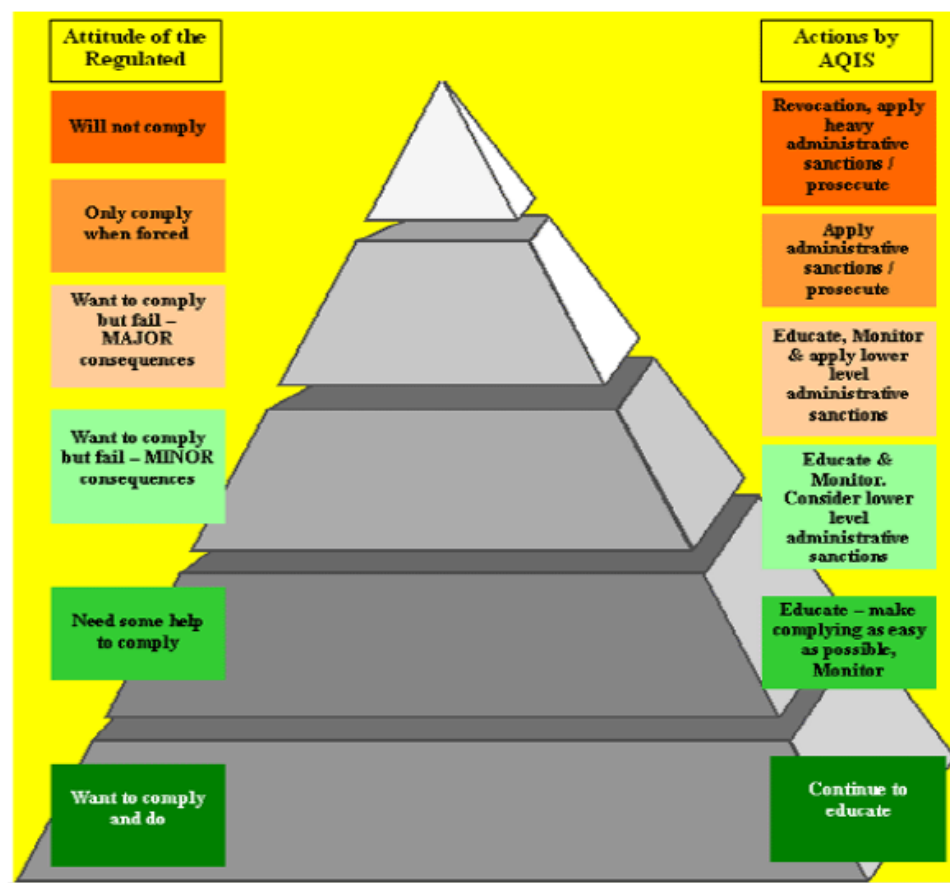 Attitude of the
Regulated
Will not comply
Only comply
when forced
Want to comply
but fail –
MAJOR
consequences
Want to comply
but fail – MINOR
consequences
Need some help
to comply
Want to comply
and do
Actions by
AQIS
Revocation, apply
heavy
administrative
sanctions /
prosecute
Apply
administrative
sanctions /
prosecute
Educate, Monitor
& apply lower
level
administrative
sanctions
Educate &
Monitor.
Consider lower
level
administrative
sanctions
Educate – make
complying as easy
as possible,
Monitor
Continue to
educate